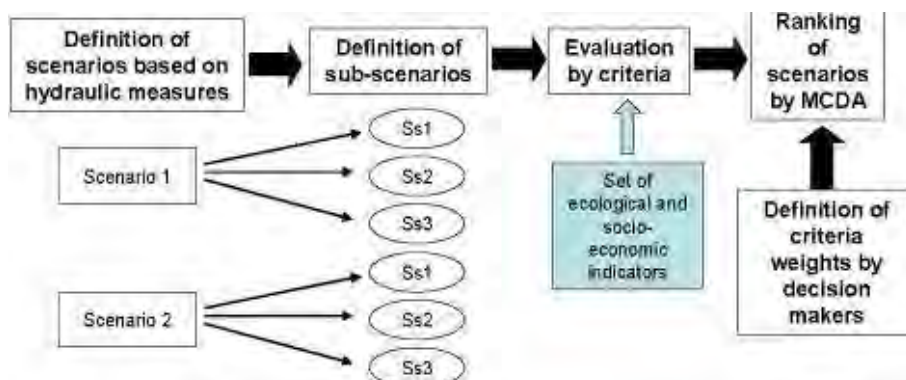 Definition of
scenarios based on
hydraulic measures
Definition of
sub-scenarios
Evaluation
by criteria
Ranking
of
scenarios
by MCDA
Scenario 1
Ss1
Ss2
Ss3
Set of
ecological and
socio-
economic
indicators
Definition of
criteria
weights by
decision
makers
Scenario 2
Ss1
Ss2
Ss3